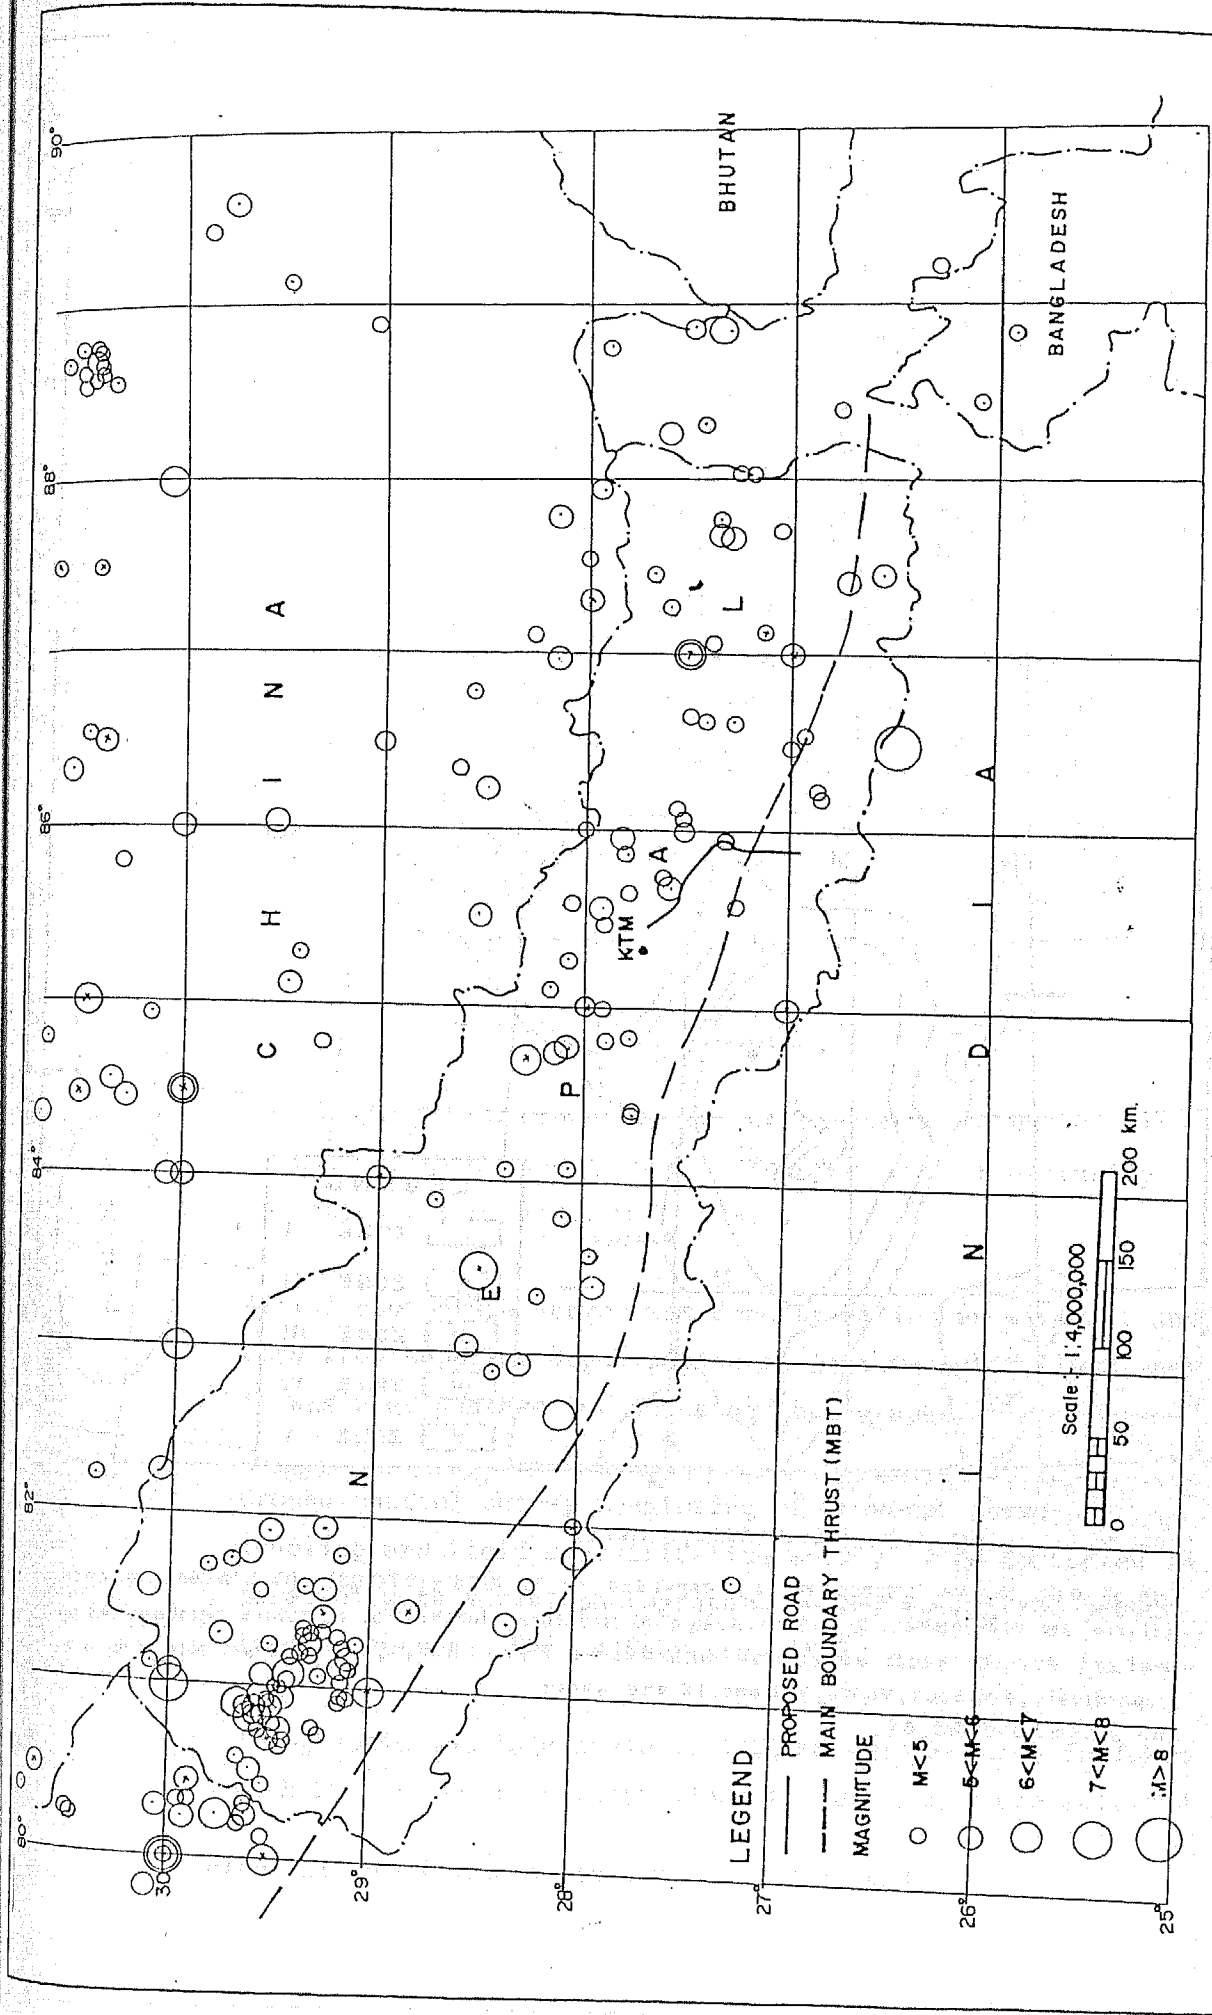 80°
82°
84°
86°
88°
90°
30
29°
28°
27°
26°
25°
C H I N A
N E P A L
I N D I A
BHUTAN
BANGLADESH
KTM
LEGEND
PROPOSED ROAD
MAIN BOUNDARY THRUST (MBT)
MAGNITUDE
M<5
5<M<6
6<M<7
7<M<8
M>8
Scale :- 1:4,000,000
0 50 100 150 200 km.